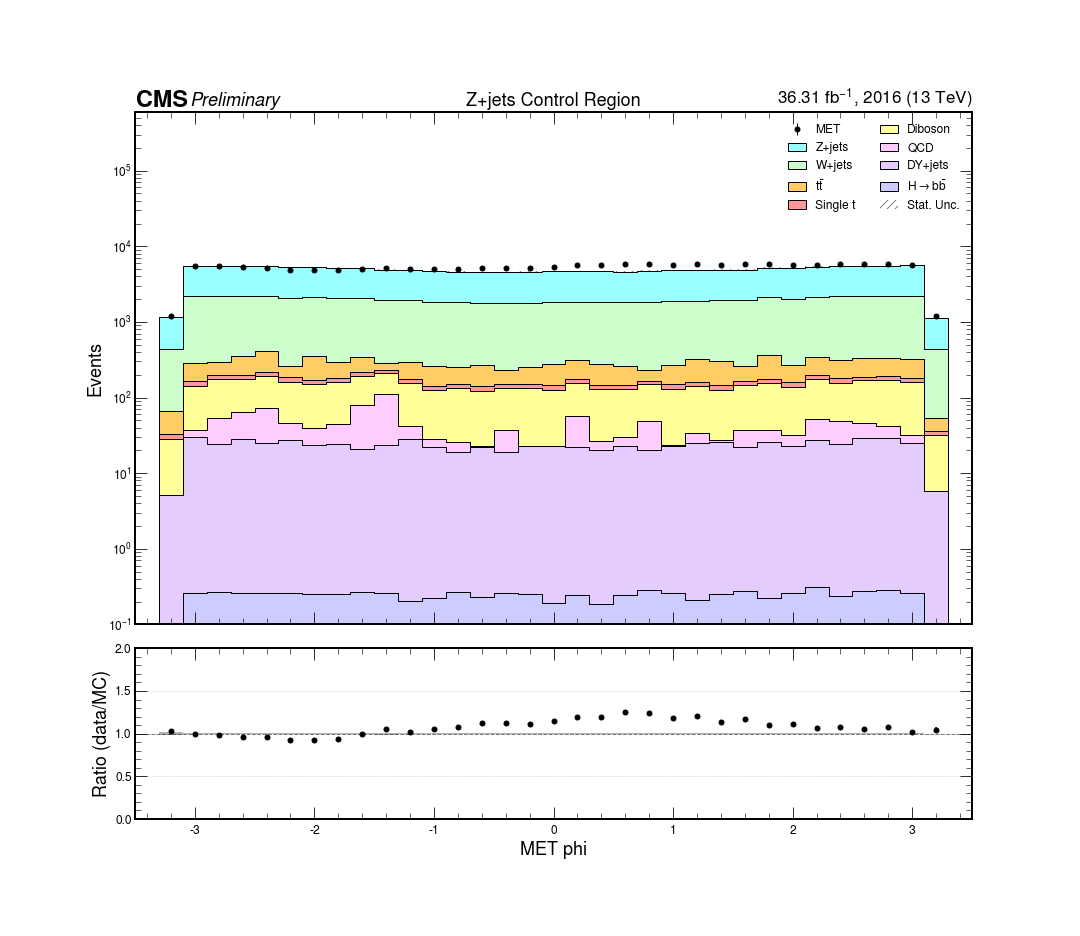 CMS Preliminary
Z+jets Control Region
36.31 fb⁻¹, 2016 (13 TeV)
MET
Z+jets
W+jets
tt̄
Single t
Diboson
QCD
DY+jets
H→bb̄
Stat. Unc.
Events
10⁵
10⁴
10³
10²
10¹
10⁰
10⁻¹
Ratio (data/MC)
2.0
1.5
1.0
0.5
0.0
-3 -2 -1 0 1 2 3
MET phi